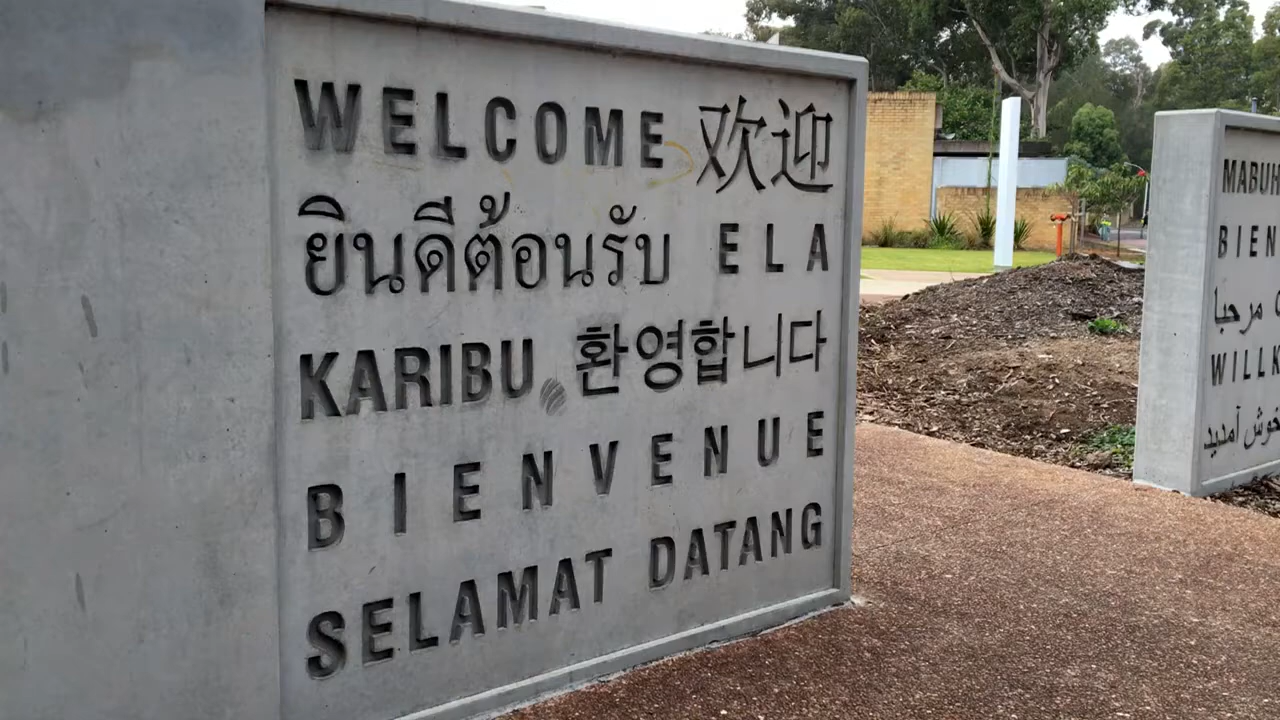 WELCOME 欢迎
ยินดีต้อนรับ ELA
KARIBU 환영합니다
BIENVENUE
SELAMAT DATANG
مرحبا
آمدید